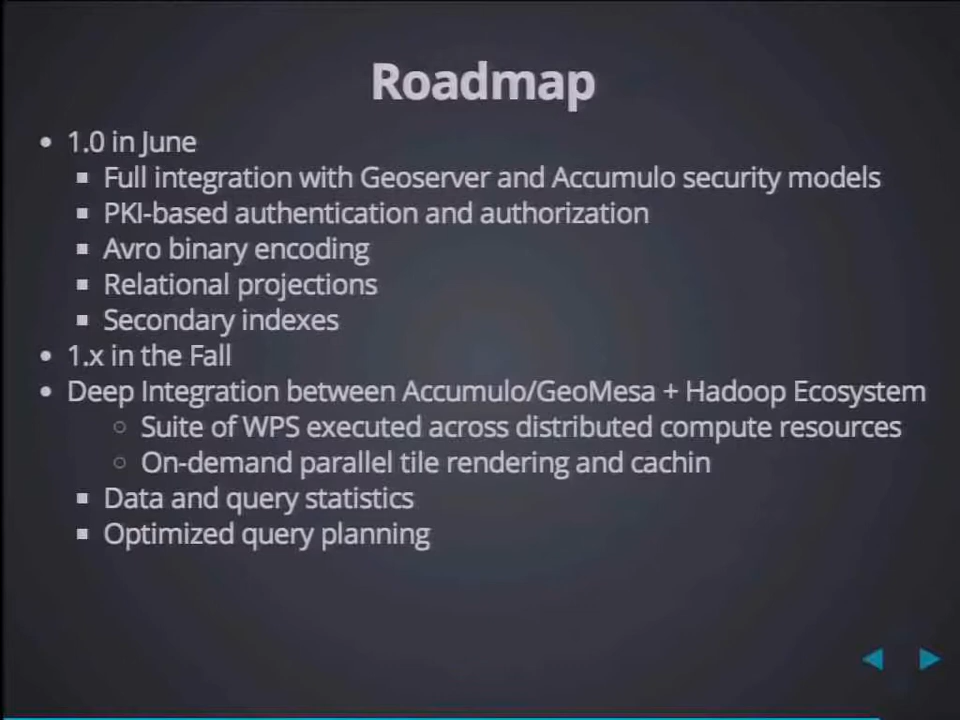 Roadmap
1.0 in June
Full integration with Geoserver and Accumulo security models
PKI-based authentication and authorization
Avro binary encoding
Relational projections
Secondary indexes
1.x in the Fall
Deep Integration between Accumulo/GeoMesa + Hadoop Ecosystem
Suite of WPS executed across distributed compute resources
On-demand parallel tile rendering and cachin
Data and query statistics
Optimized query planning